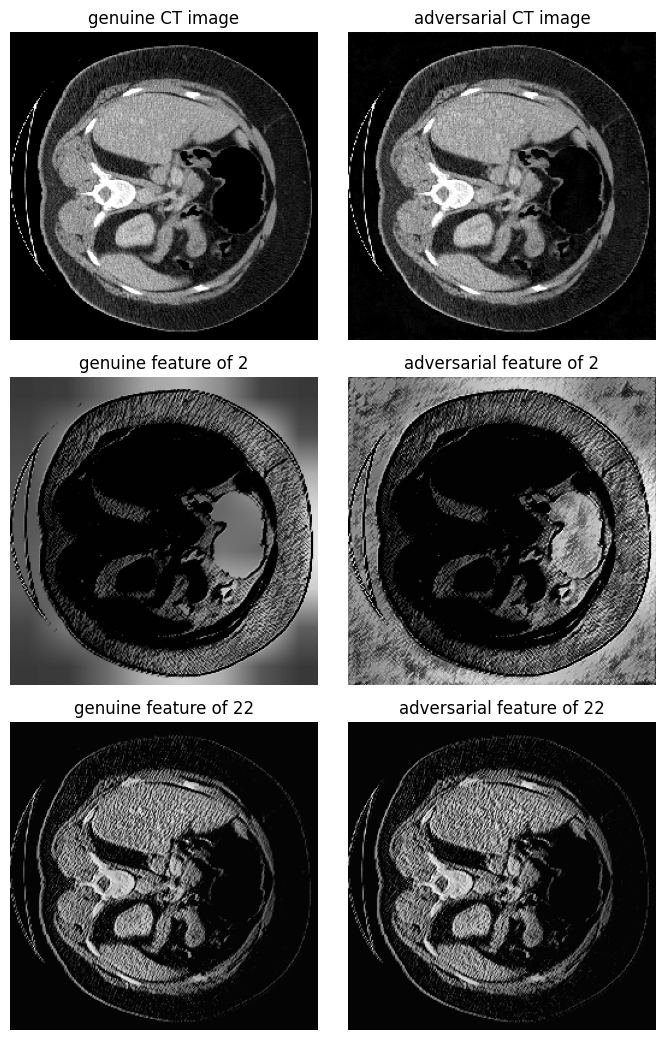 genuine CT image
adversarial CT image
genuine feature of 2
adversarial feature of 2
genuine feature of 22
adversarial feature of 22